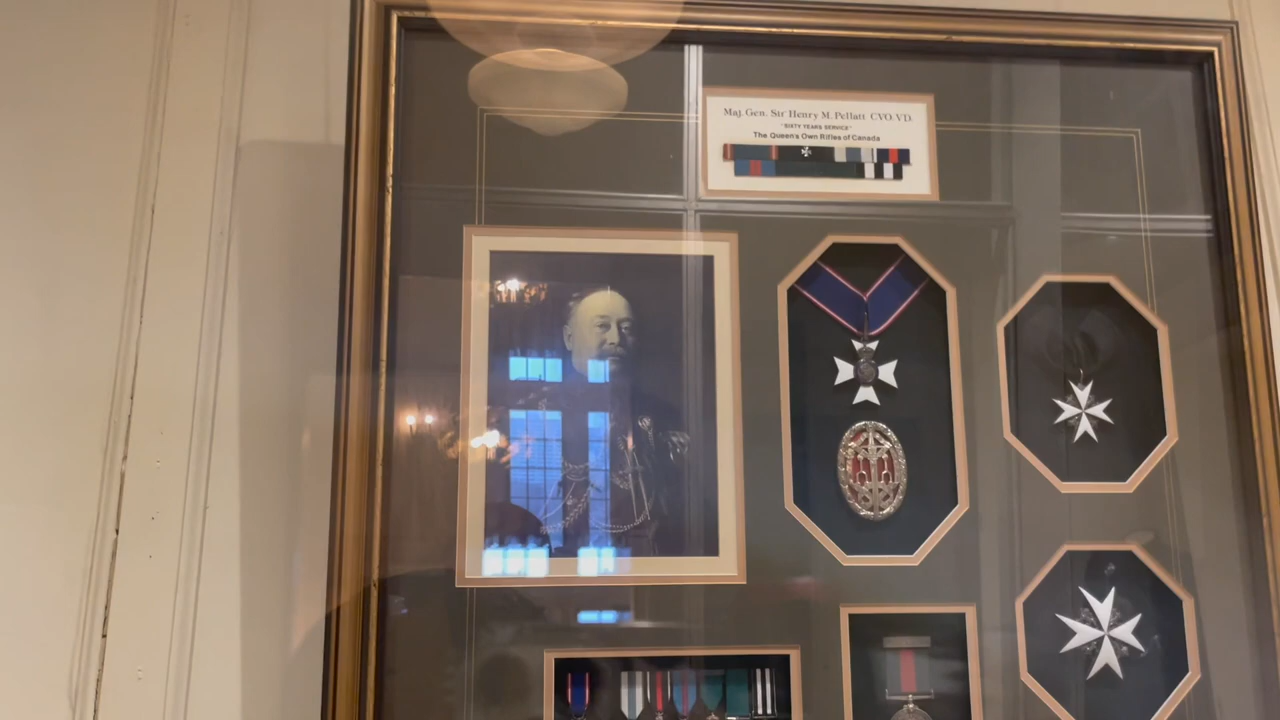 Maj. Gen. Sir Henry M. Pellatt CVO. VD.
"SIXTY YEARS SERVICE"
The Queen's Own Rifles of Canada